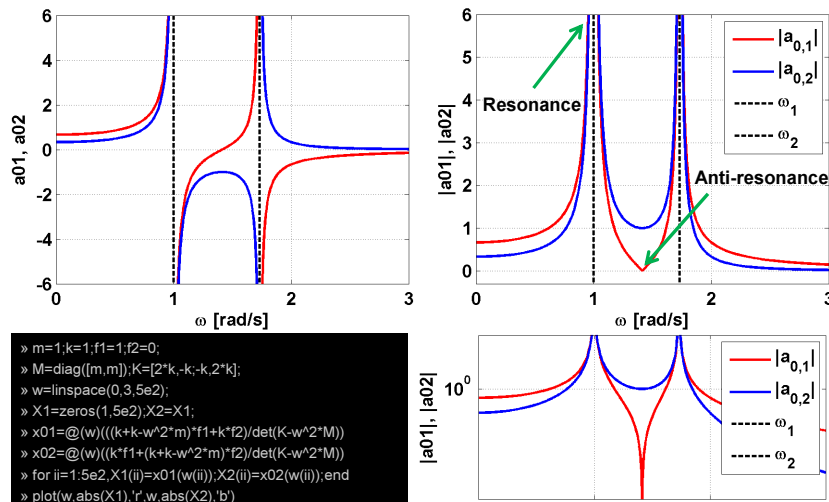 6
4
2
0
-2
-4
-6
a01, a02
0
1
2
3
ω [rad/s]
6
5
4
3
2
1
0
|a01|, |a02|
0
1
2
3
ω [rad/s]
Resonance
Anti-resonance
|a0,1|
|a0,2|
ω1
ω2
» m=1;k=1;f1=1;f2=0;
» M=diag([m,m]);K=[2*k,-k;-k,2*k];
» w=linspace(0,3,5e2);
» X1=zeros(1,5e2);X2=X1;
» x01=@(w)(((k+k-w^2*m)*f1+k*f2)/det(K-w^2*M))
» x02=@(w)((k*f1+(k+k-w^2*m)*f2)/det(K-w^2*M))
» for ii=1:5e2,X1(ii)=x01(w(ii));X2(ii)=x02(w(ii));end
» plot(w,abs(X1),'r',w,abs(X2),'b')
10^0
|a01|, |a02|
|a0,1|
|a0,2|
ω1
ω2